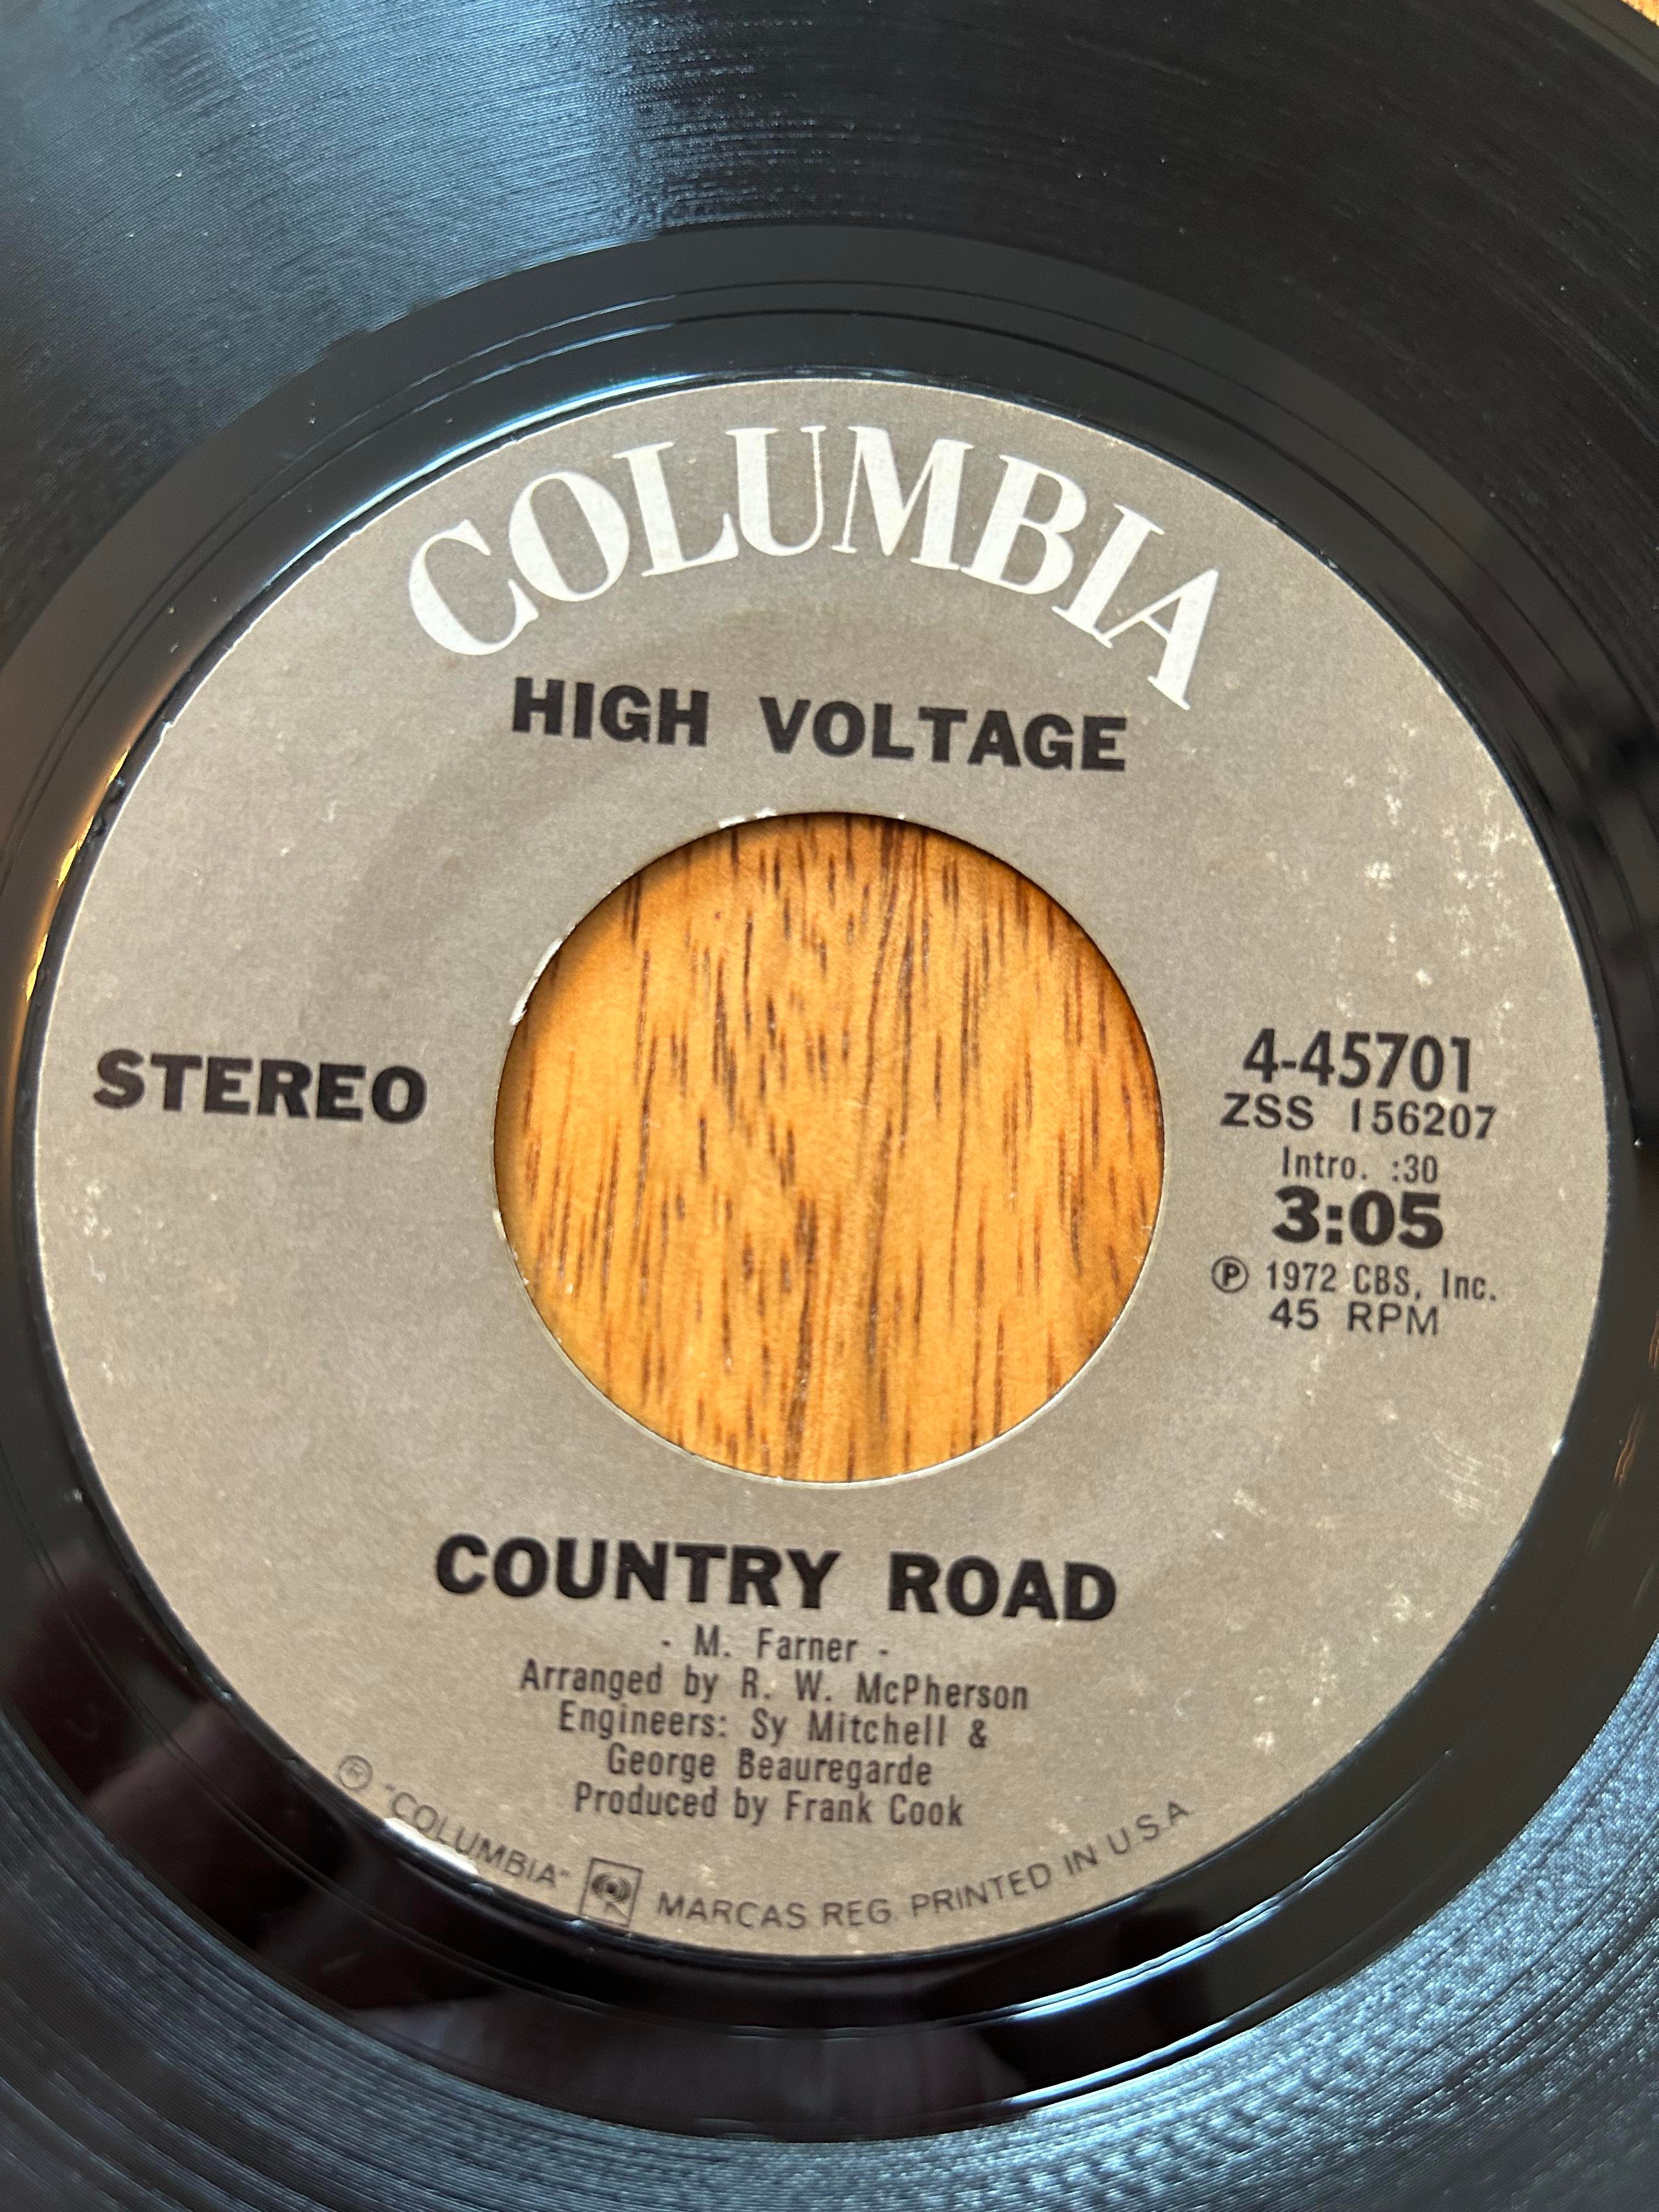 COLUMBIA
HIGH VOLTAGE
STEREO
4-45701
ZSS 156207
Intro. :30
3:05
Ⓟ 1972 CBS, Inc.
45 RPM
COUNTRY ROAD
- M. Farner -
Arranged by R. W. McPherson
Engineers: Sy Mitchell &
George Beauregarde
Produced by Frank Cook
® "COLUMBIA" MARCAS REG. PRINTED IN U.S.A.